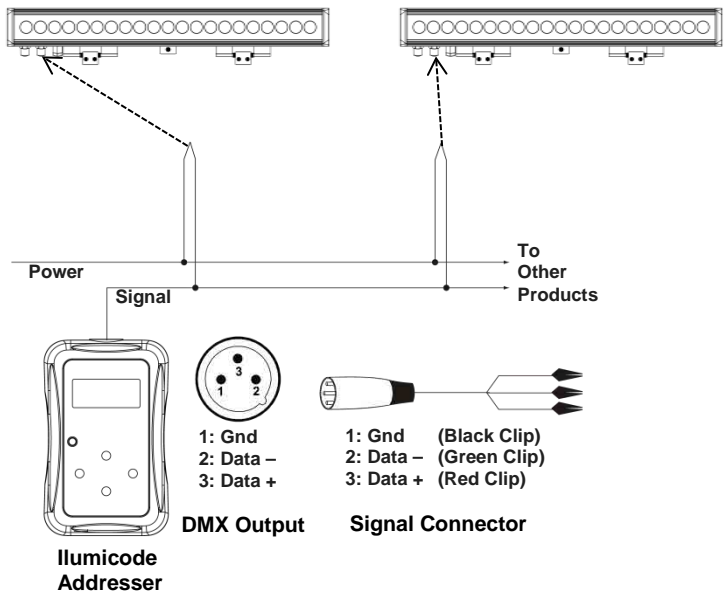 To
Other
Products
Power
Signal
3
1 2
1: Gnd
2: Data –
3: Data +
DMX Output
1: Gnd (Black Clip)
2: Data – (Green Clip)
3: Data + (Red Clip)
Signal Connector
Ilumicode
Addresser